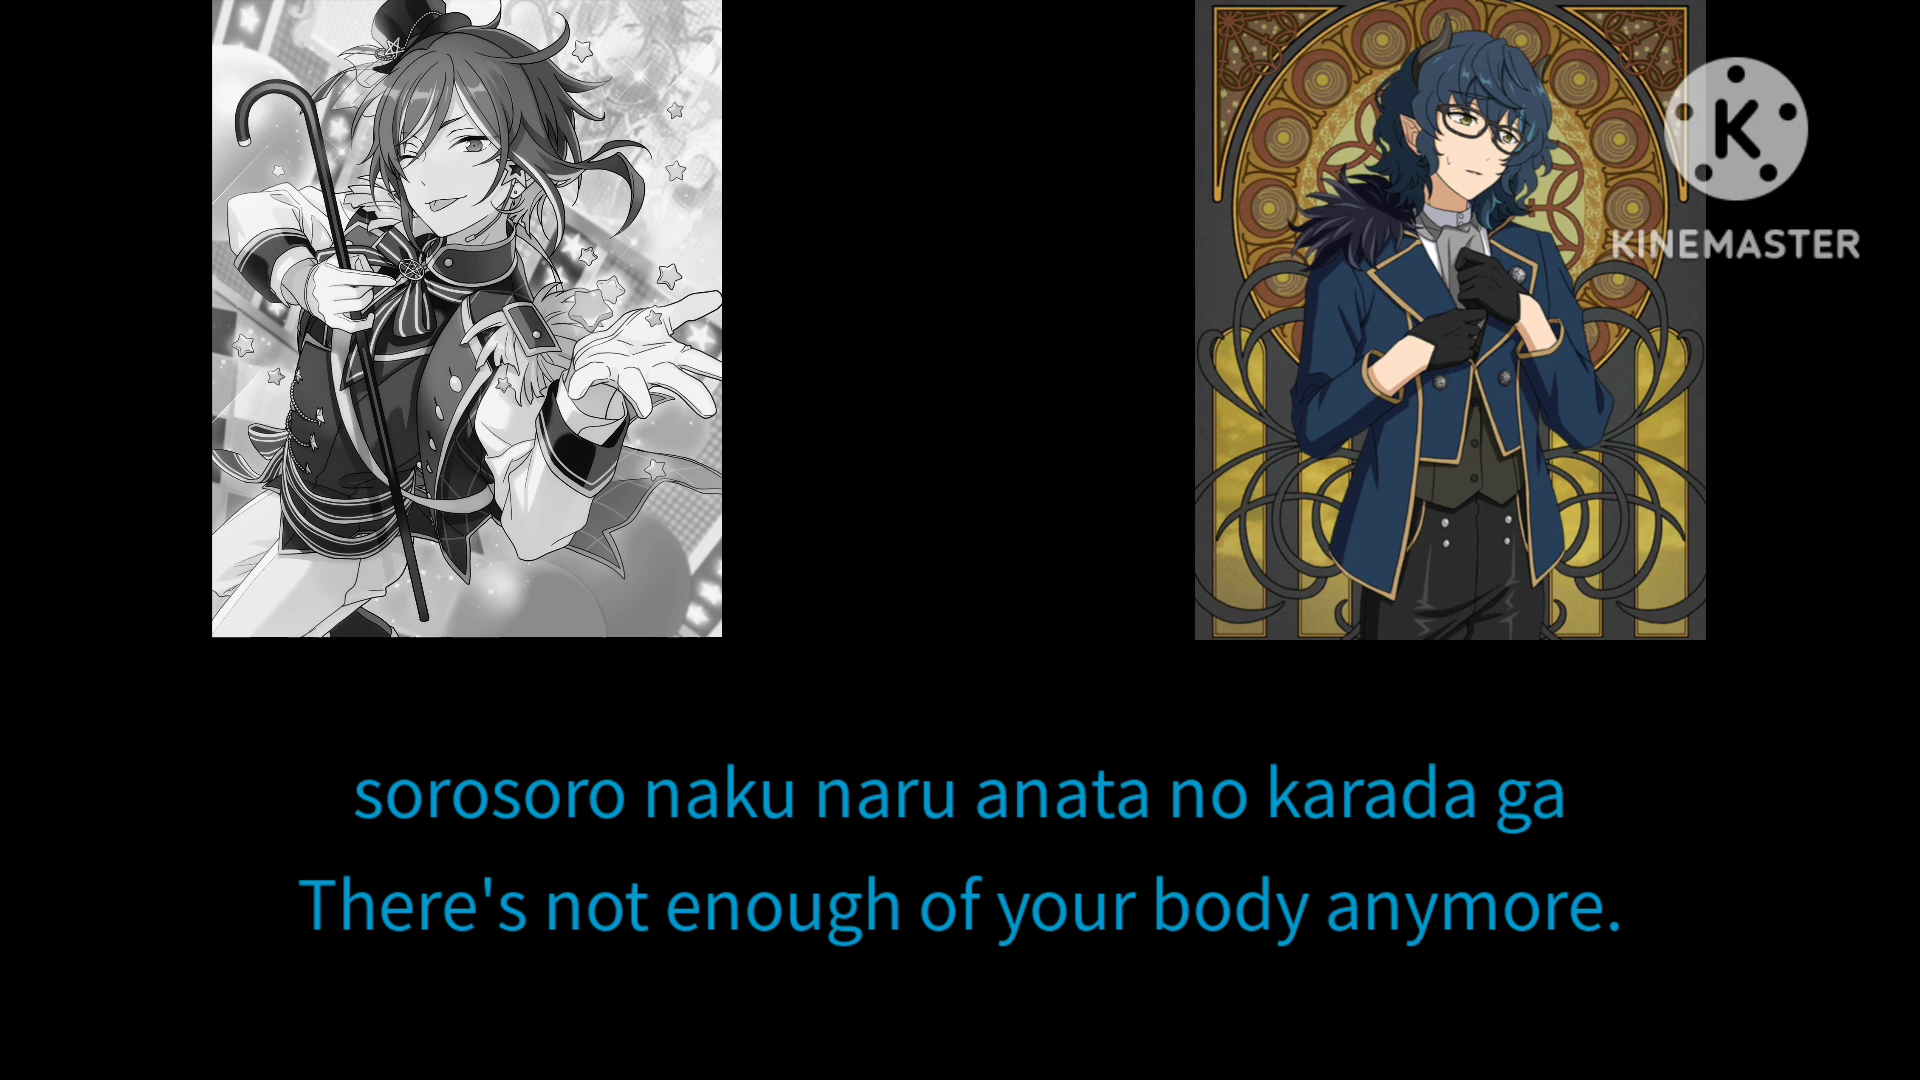 K
KINEMASTER
sorosoro naku naru anata no karada ga
There's not enough of your body anymore.